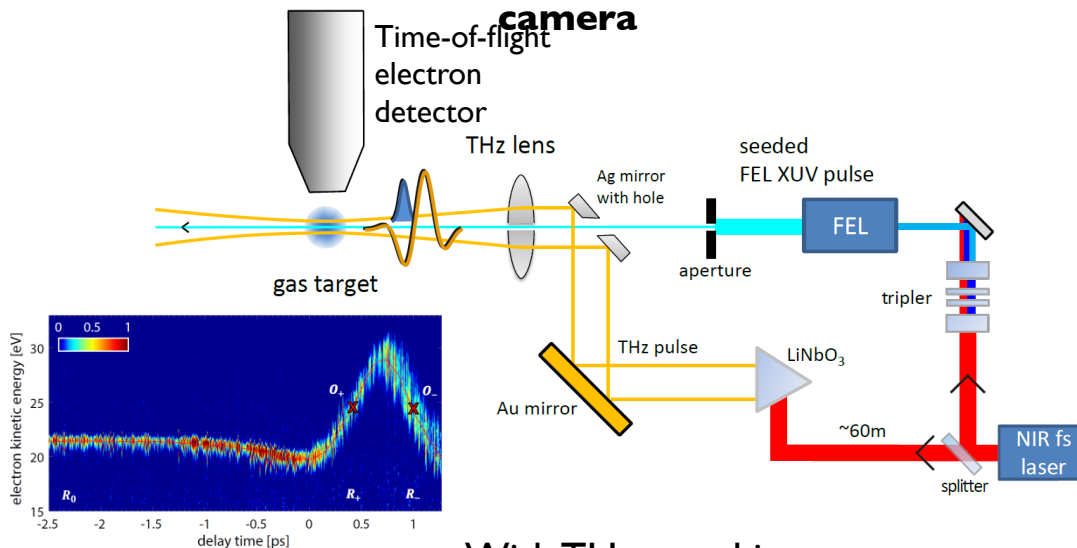 camera
Time-of-flight
electron
detector
THz lens
Ag mirror
with hole
seeded
FEL XUV pulse
FEL
aperture
tripler
gas target
THz pulse
LiNbO3
Au mirror
~60m
NIR fs
laser
splitter
0 0.5 1
electron kinetic energy [eV]
30
25
20
15
O+
O−
R0
R+
R−
-2.5 -2 -1.5 -1 -0.5 0 0.5 1
delay time [ps]